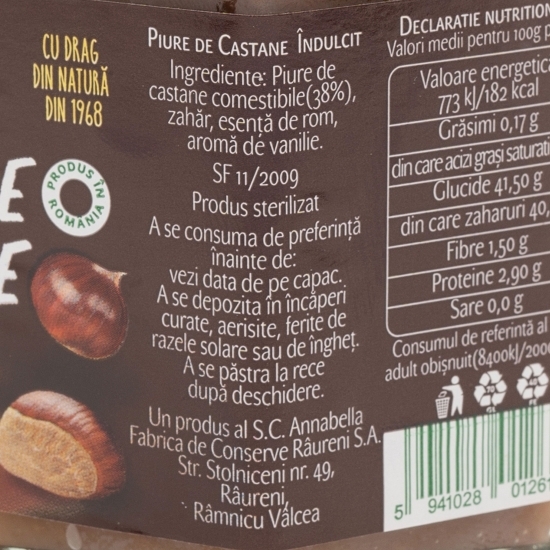 CU DRAG
DIN NATURĂ
DIN 1968
E
E
PRODUS ÎN ROMÂNIA
PIURE DE CASTANE ÎNDULCIT
Ingrediente: Piure de
castane comestibile(38%),
zahăr, esență de rom,
aromă de vanilie.
SF 11/2009
Produs sterilizat
A se consuma de preferință
înainte de:
vezi data de pe capac.
A se depozita în încăperi
curate, aerisite, ferite de
razele solare sau de îngheț.
A se păstra la rece
după deschidere.
Un produs al S.C. Annabella
Fabrica de Conserve Râureni S.A.
Str. Stolniceni nr. 49,
Râureni,
Râmnicu Vâlcea
DECLARATIE NUTRITION
Valori medii pentru 100g p
Valoare energetic
773 kJ/182 kcal
Grăsimi 0,17 g
din care acizi grași saturati
Glucide 41,50 g
din care zaharuri 40,
Fibre 1,50 g
Proteine 2,90 g
Sare 0,0 g
Consumul de referintă al
adult obișnuit(8400kJ/200
5 941028 01261